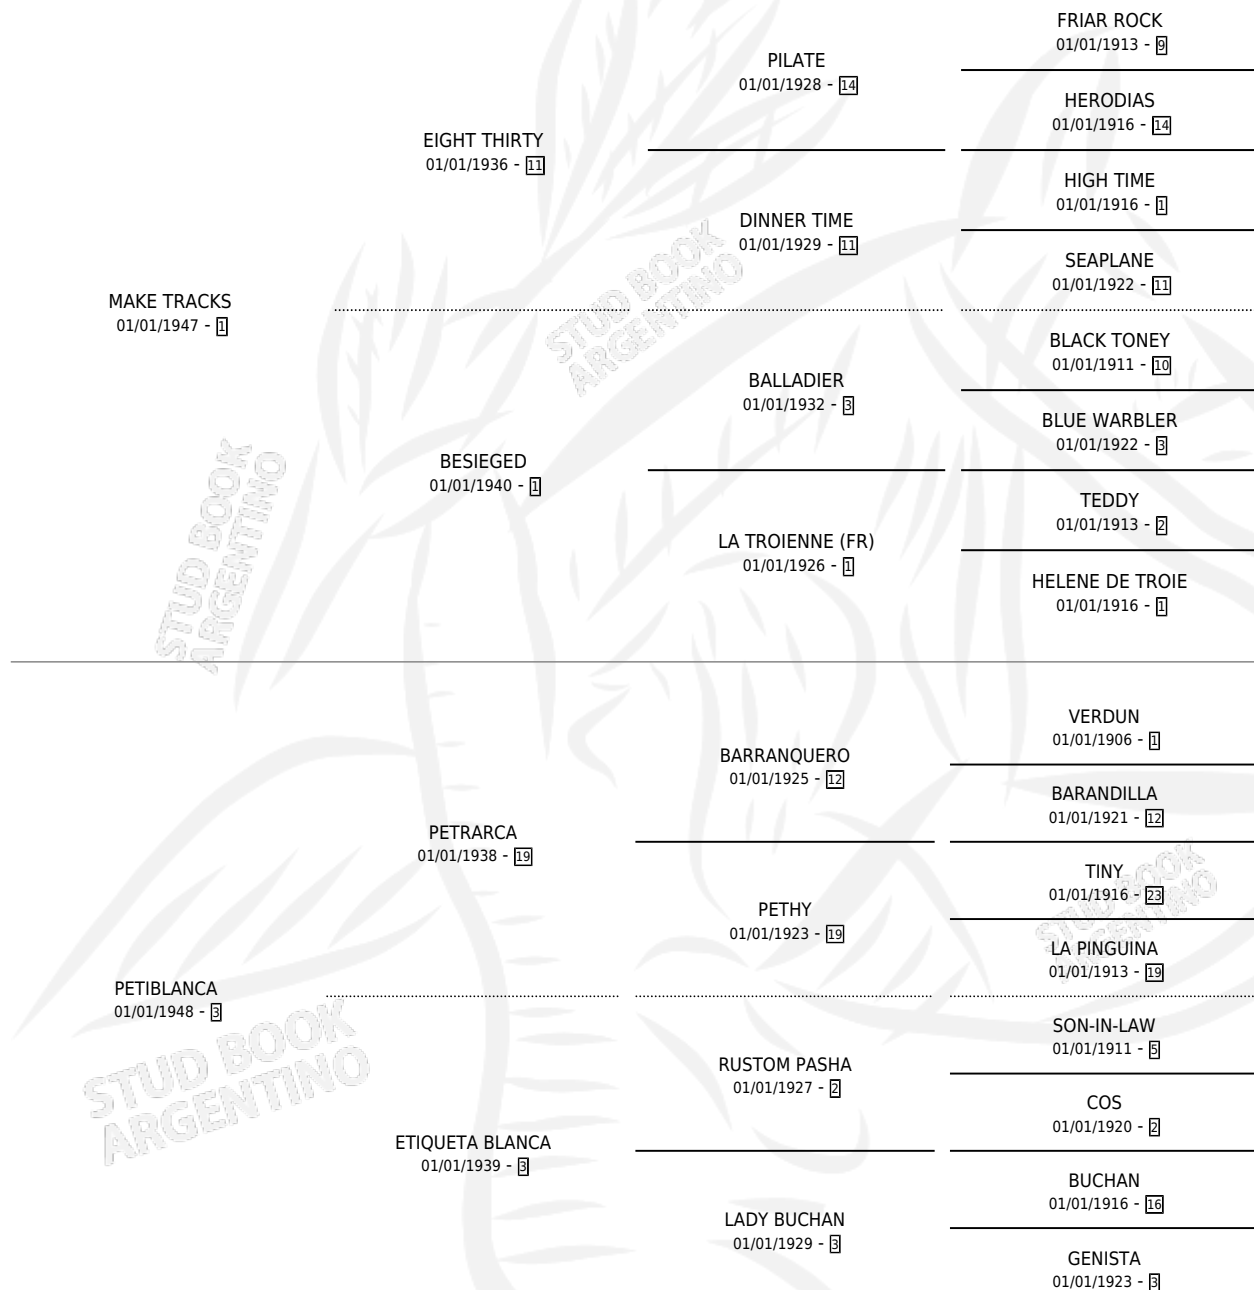 FRIAR ROCK
01/01/1913 - 9
PILATE
01/01/1928 - 14
HERODIAS
01/01/1916 - 14
EIGHT THIRTY
01/01/1936 - 11
HIGH TIME
01/01/1916 - 1
DINNER TIME
01/01/1929 - 11
SEAPLANE
01/01/1922 - 11
MAKE TRACKS
01/01/1947 - 1
BLACK TONEY
01/01/1911 - 10
BALLADIER
01/01/1932 - 3
BLUE WARBLER
01/01/1922 - 3
BESIEGED
01/01/1940 - 1
TEDDY
01/01/1913 - 2
LA TROIENNE (FR)
01/01/1926 - 1
HELENE DE TROIE
01/01/1916 - 1
VERDUN
01/01/1906 - 1
BARRANQUERO
01/01/1925 - 12
BARANDILLA
01/01/1921 - 12
PETRARCA
01/01/1938 - 19
TINY
01/01/1916 - 23
PETHY
01/01/1923 - 19
LA PINGUINA
01/01/1913 - 19
PETIBLANCA
01/01/1948 - 3
SON-IN-LAW
01/01/1911 - 5
RUSTOM PASHA
01/01/1927 - 2
COS
01/01/1920 - 2
ETIQUETA BLANCA
01/01/1939 - 3
BUCHAN
01/01/1916 - 16
LADY BUCHAN
01/01/1929 - 3
GENISTA
01/01/1923 - 3
STUD BOOK
ARGENTINO
STUD BOOK
ARGENTINO
STUD BOOK
ARGENTINO
STUD BOOK
ARGENTINO